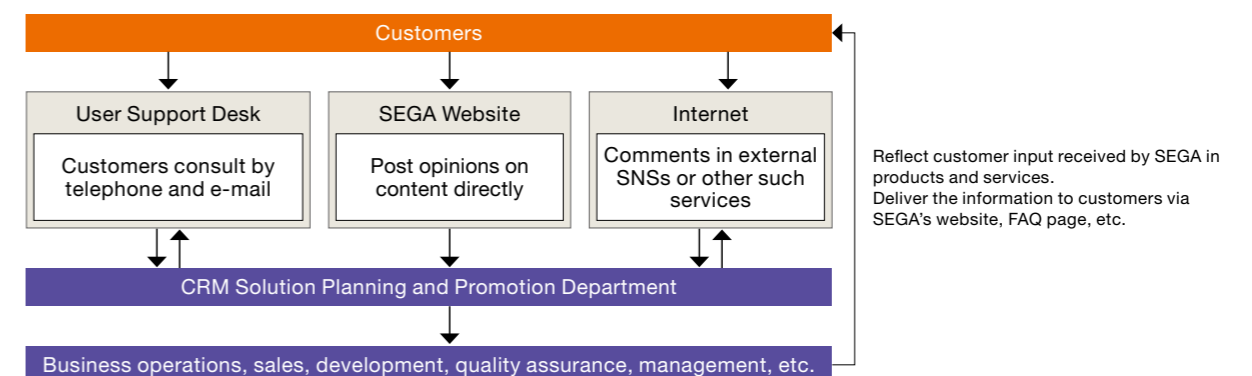 Customers
User Support Desk
Customers consult by
telephone and e-mail
SEGA Website
Post opinions on
content directly
Internet
Comments in external
SNSs or other such
services
Reflect customer input received by SEGA in
products and services.
Deliver the information to customers via
SEGA’s website, FAQ page, etc.
CRM Solution Planning and Promotion Department
Business operations, sales, development, quality assurance, management, etc.